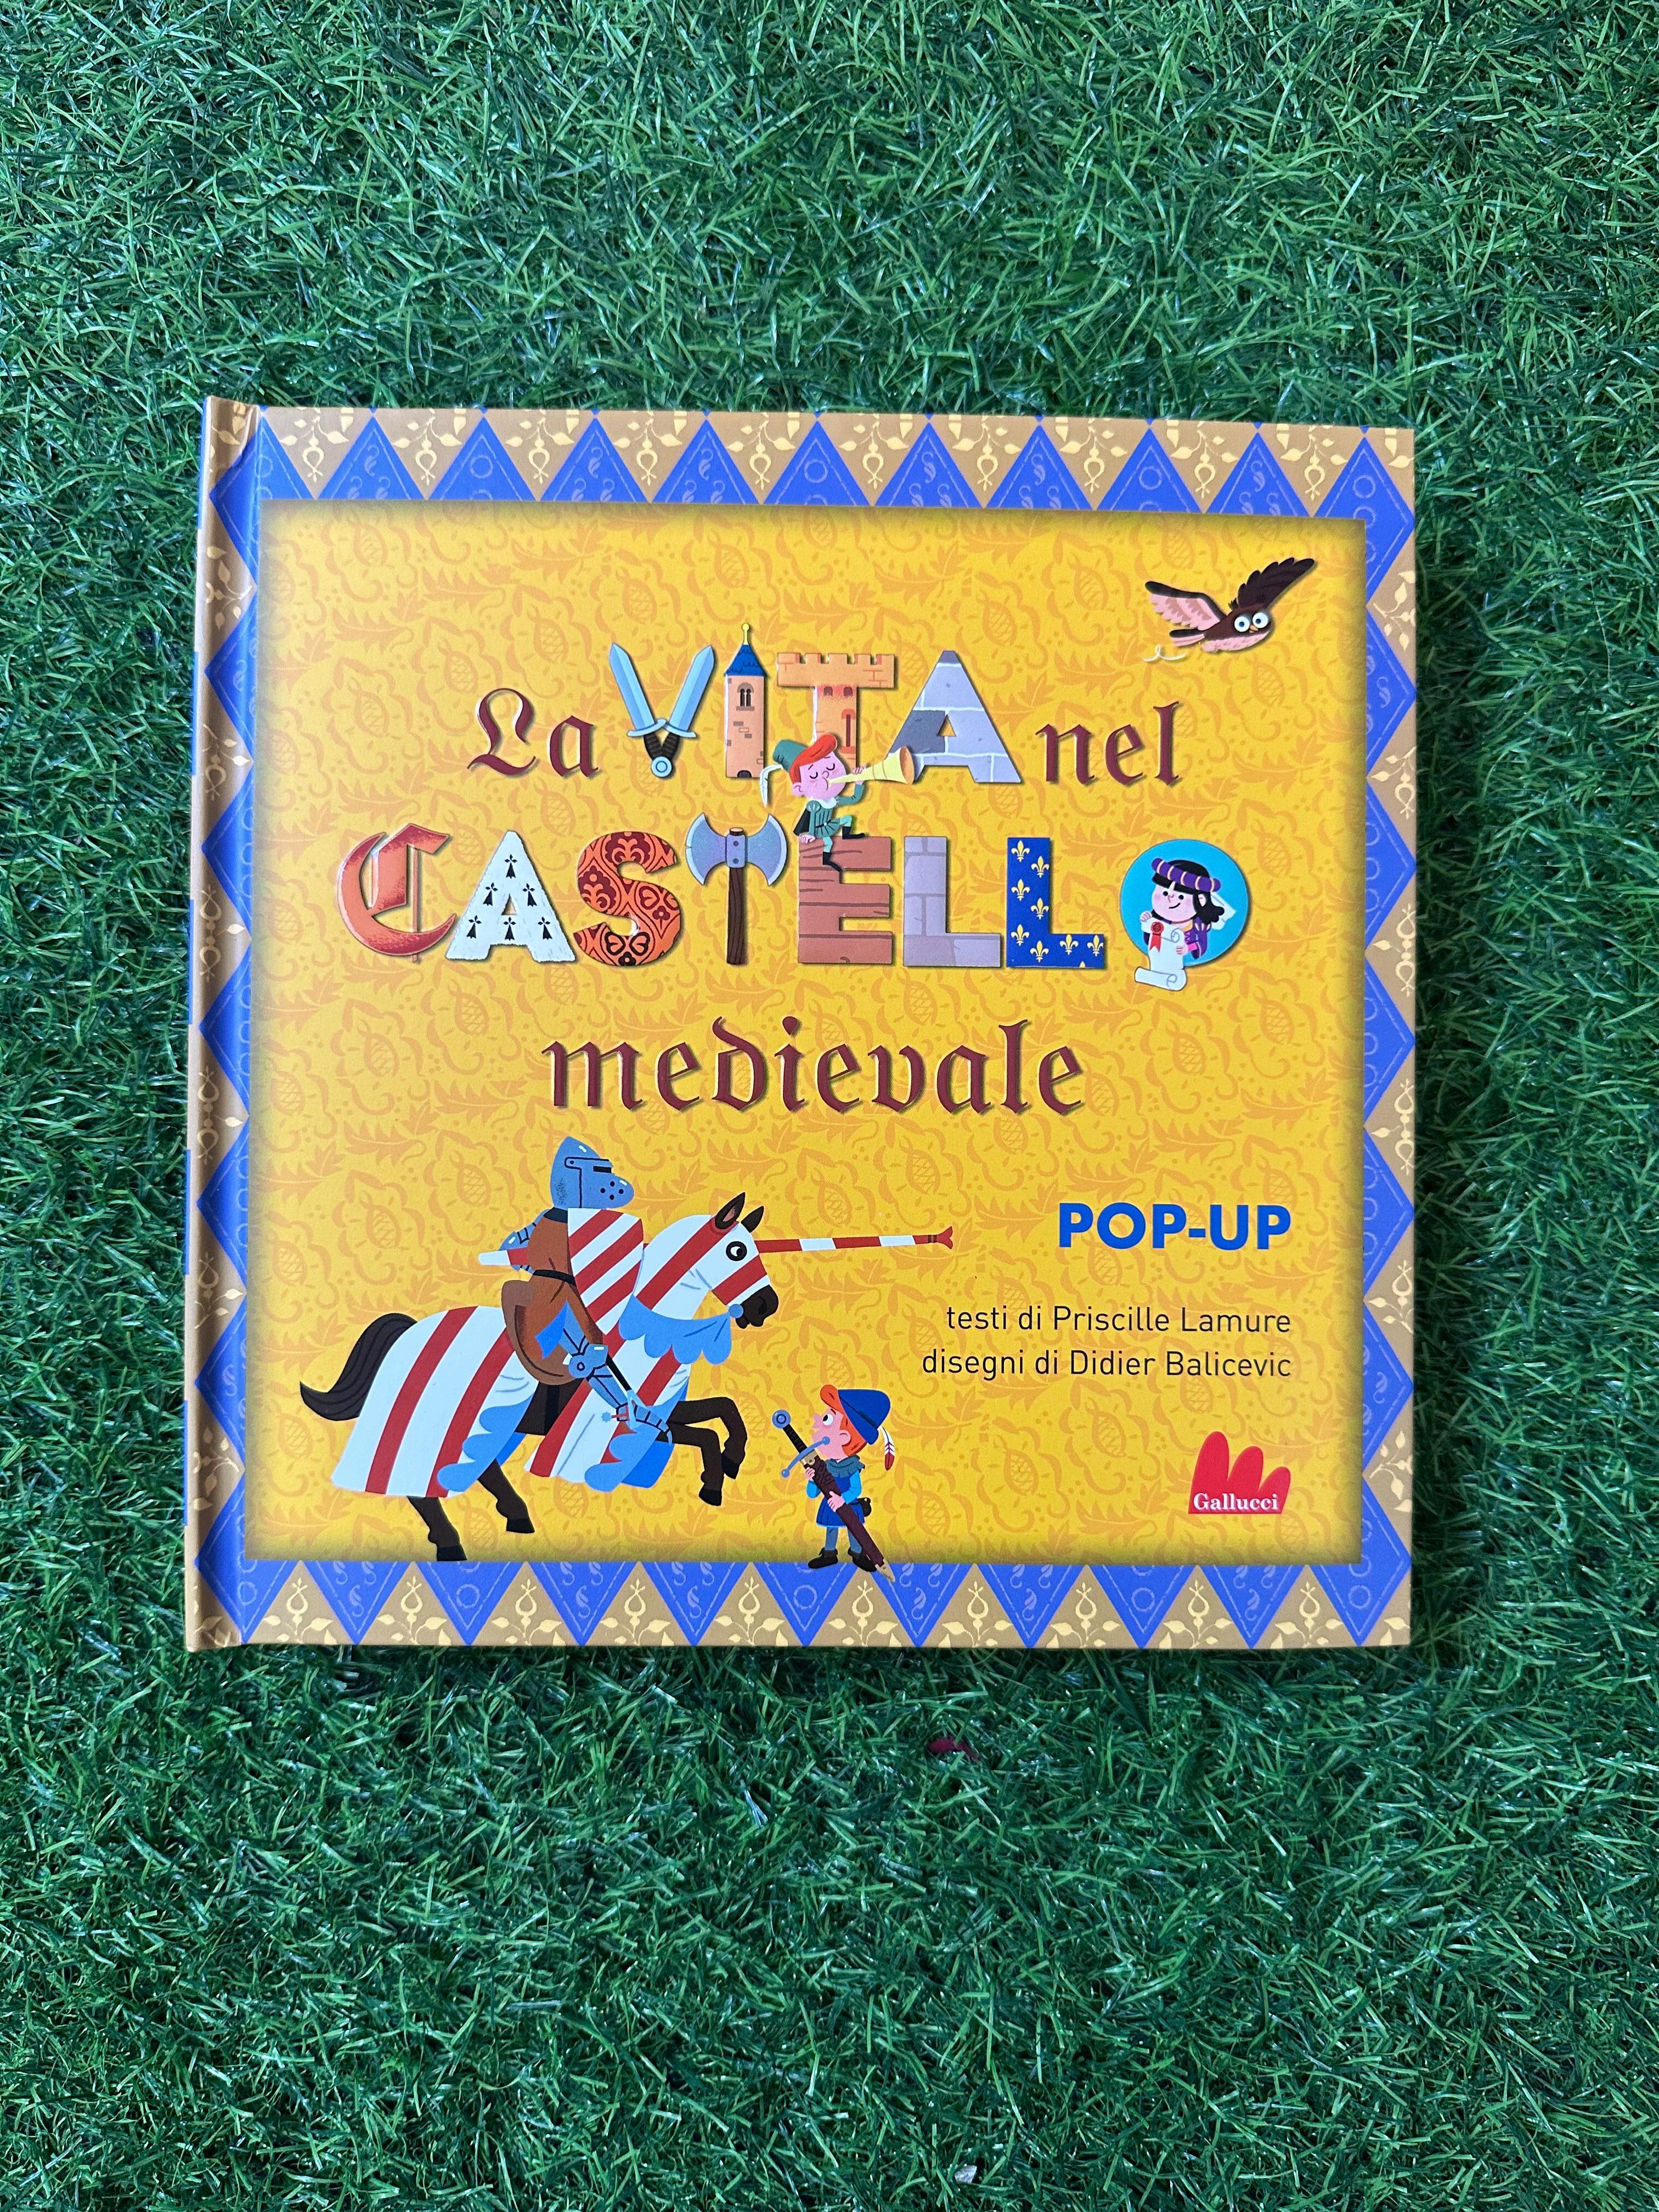 La VITA nel
CASTELLO
medievale
POP-UP
testi di Priscille Lamure
disegni di Didier Balicevic
Gallucci